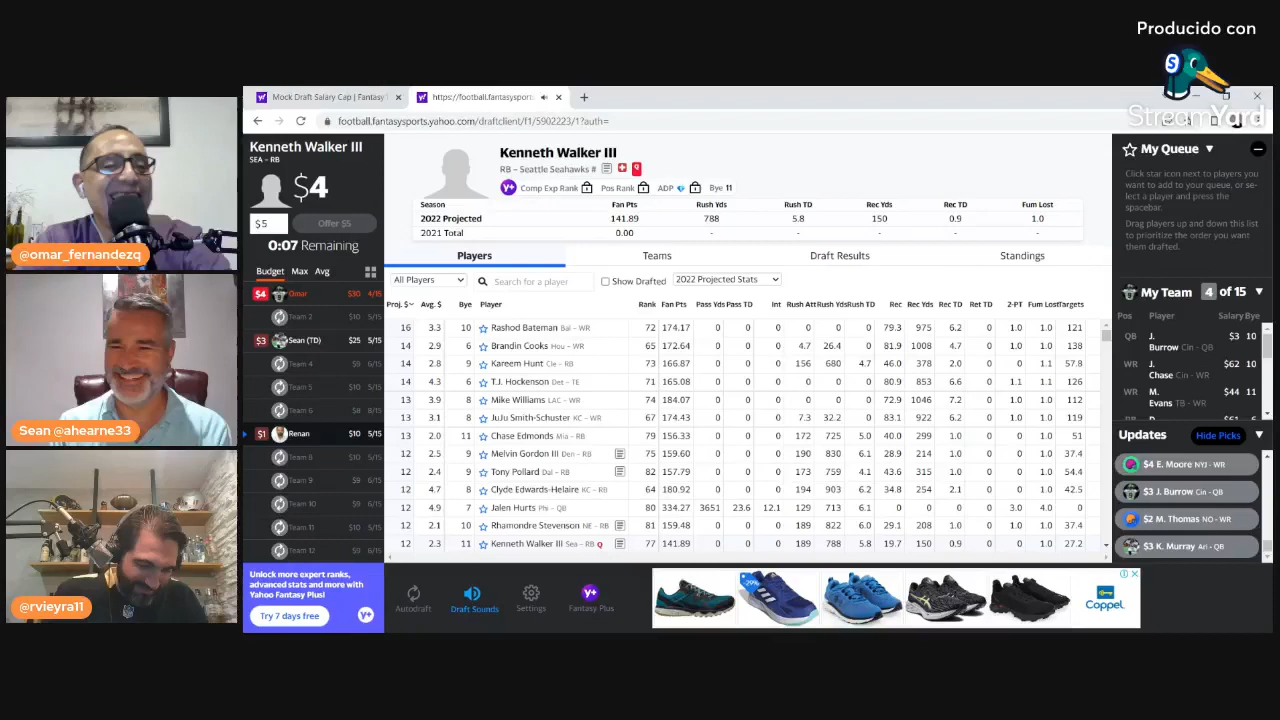 Producido con
StreamYard
Mock Draft Salary Cap | Fantasy
https://football.fantasysports.
football.fantasysports.yahoo.com/draftclient/f1/5902223/1?auth=
@omar_fernandezq
Sean @ahearne33
@rvieyra11
Kenneth Walker III
SEA – RB
$4
$5
Offer $5
0:07 Remaining
Budget Max Avg
$4 Omar $30 4/15
Team 2 $10 5/15
$3 Sean (TD) $25 5/15
Team 4 $9 6/15
Team 5 $10 5/15
Team 6 $8 8/15
$1 Renan $10 5/15
Team 8 $10 5/15
Team 9 $9 6/15
Team 10 $9 6/15
Team 11 $10 5/15
Team 12 $9 6/15
Unlock more expert ranks,
advanced stats and more with
Yahoo Fantasy Plus!
Try 7 days free
Kenneth Walker III
RB – Seattle Seahawks #
Q
Comp Exp Rank Pos Rank ADP Bye 11
Season Fan Pts Rush Yds Rush TD Rec Yds Rec TD Fum Lost
2022 Projected 141.89 788 5.8 150 0.9 1.0
2021 Total 0.00 - - - - -
Players Teams Draft Results Standings
All Players Search for a player Show Drafted 2022 Projected Stats
Proj. $ Avg. $ Bye Player Rank Fan Pts Pass Yds Pass TD Int Rush Att Rush Yds Rush TD Rec Rec Yds Rec TD Ret TD 2-PT Fum Lost Targets
16 3.3 10 Rashod Bateman Bal – WR 72 174.17 0 0 0 0 0 0 79.3 975 6.2 0 1.0 1.0 121
14 2.9 6 Brandin Cooks Hou – WR 65 172.64 0 0 0 4.7 26.4 0 81.9 1008 4.7 0 1.0 1.0 138
14 2.8 9 Kareem Hunt Cle – RB 73 166.87 0 0 0 156 680 4.7 46.0 378 2.0 0 1.0 1.1 57.8
14 4.3 6 T.J. Hockenson Det – TE 71 165.08 0 0 0 0 0 0 80.9 853 6.6 0 1.1 1.1 126
13 3.9 8 Mike Williams LAC – WR 74 184.07 0 0 0 0 0 0 72.9 1046 7.2 0 1.0 1.0 112
13 3.1 8 JuJu Smith-Schuster KC – WR 67 174.43 0 0 0 7.3 32.2 0 83.1 922 6.2 0 1.0 1.0 119
13 2.0 11 Chase Edmonds Mia – RB 79 156.33 0 0 0 172 725 5.0 40.0 299 1.0 0 1.0 1.0 51
12 2.5 9 Melvin Gordon III Den – RB 75 159.60 0 0 0 190 830 6.1 28.9 214 1.0 0 1.0 1.0 37.4
12 2.4 9 Tony Pollard Dal – RB 82 157.79 0 0 0 173 759 4.1 43.6 315 1.0 0 1.0 1.0 54.4
12 4.7 8 Clyde Edwards-Helaire KC – RB 64 180.92 0 0 0 194 903 6.2 34.8 254 2.1 0 1.0 1.0 42.5
12 4.9 7 Jalen Hurts Phi – QB 80 334.27 3651 23.6 12.1 129 713 6.1 0 0 0 0 3.0 4.0 0
12 2.1 10 Rhamondre Stevenson NE – RB 81 159.48 0 0 0 189 822 6.0 29.1 208 1.0 0 1.0 1.0 37.4
12 2.3 11 Kenneth Walker III Sea – RB Q 77 141.89 0 0 0 189 788 5.8 19.7 150 0.9 0 1.0 1.0 27.2
Autodraft Draft Sounds Settings Fantasy Plus
-29%
Coppel
My Queue
Click star icon next to players you
want to add to your queue, or se-
lect a player and press the
spacebar.
Drag players up and down this list
to prioritize the order you want
them drafted.
My Team 4 of 15
Pos Player Salary Bye
QB J. Burrow Cin – QB $3 10
WR J. Chase Cin – WR $62 10
WR M. Evans TB – WR $44 11
Updates Hide Picks
$4 E. Moore NYJ - WR
$3 J. Burrow Cin - QB
$2 M. Thomas NO - WR
$3 K. Murray Ari - QB